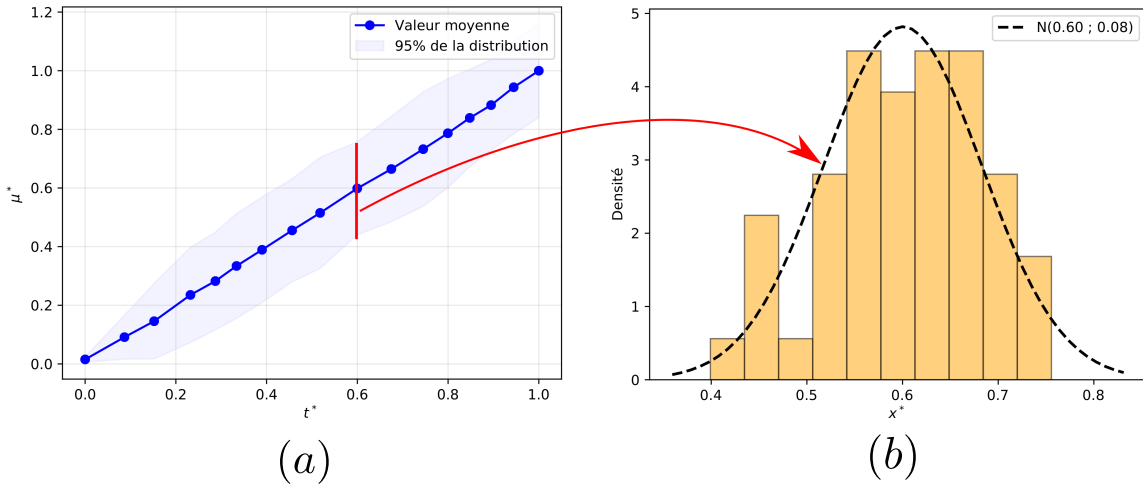 Valeur moyenne
95% de la distribution
1.2
1.0
0.8
0.6
0.4
0.2
0.0
μ*
0.0 0.2 0.4 0.6 0.8 1.0
t*
(a)
N(0.60 ; 0.08)
5
4
3
2
1
0
Densité
0.4 0.5 0.6 0.7 0.8
x*
(b)